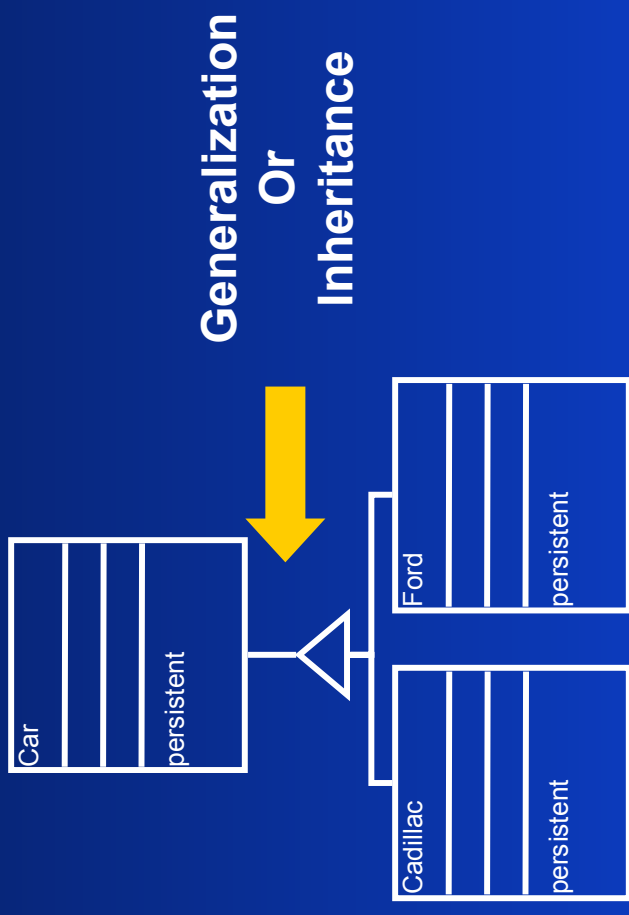 Generalization
Or
Inheritance
Car
persistent
Cadillac
persistent
Ford
persistent